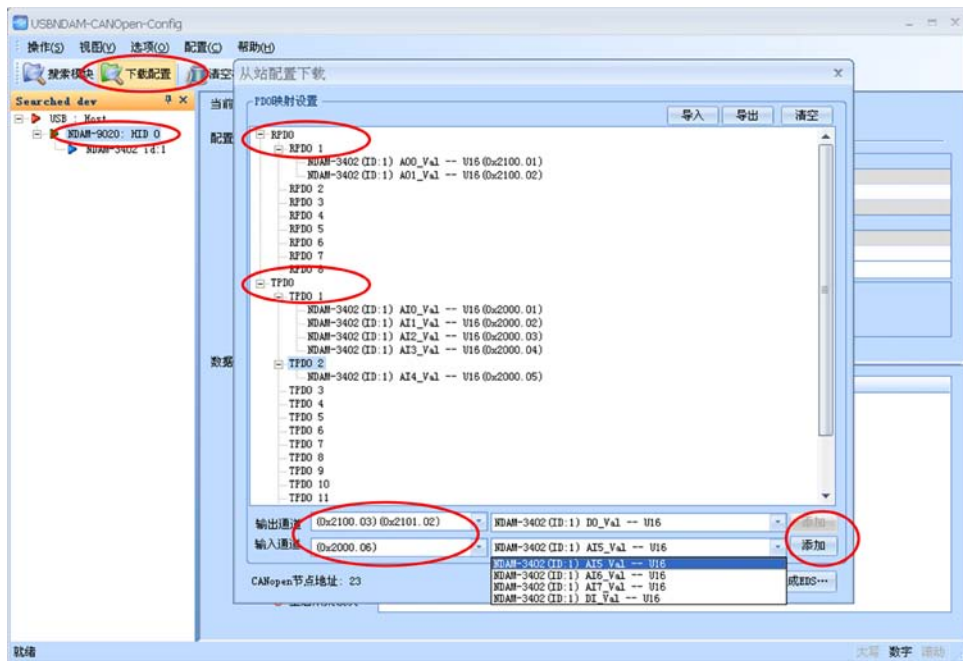 USBNDAM-CANOpen-Config
操作(S) 视图(V) 选项(O) 配置(C) 帮助(H)
搜索模块 下载配置 清空
Searched dev
USB : Host
NDAM-9020: HID 0
NDAM-3402 id:1
当前
配置
数据
从站配置下载
PDO映射设置
导入 导出 清空
RPDO
RPDO 1
NDAM-3402(ID:1) AO0_Val -- U16(0x2100.01)
NDAM-3402(ID:1) AO1_Val -- U16(0x2100.02)
RPDO 2
RPDO 3
RPDO 4
RPDO 5
RPDO 6
RPDO 7
RPDO 8
TPDO
TPDO 1
NDAM-3402(ID:1) AI0_Val -- U16(0x2000.01)
NDAM-3402(ID:1) AI1_Val -- U16(0x2000.02)
NDAM-3402(ID:1) AI2_Val -- U16(0x2000.03)
NDAM-3402(ID:1) AI3_Val -- U16(0x2000.04)
TPDO 2
NDAM-3402(ID:1) AI4_Val -- U16(0x2000.05)
TPDO 3
TPDO 4
TPDO 5
TPDO 6
TPDO 7
TPDO 8
TPDO 9
TPDO 10
TPDO 11
输出通道 (0x2100.03)(0x2101.02) NDAM-3402(ID:1) DO_Val -- U16 添加
输入通道 (0x2000.06) NDAM-3402(ID:1) AI5_Val -- U16 添加
NDAM-3402(ID:1) AI5_Val -- U16
NDAM-3402(ID:1) AI6_Val -- U16
NDAM-3402(ID:1) AI7_Val -- U16
NDAM-3402(ID:1) DI_Val -- U16
CANopen节点地址: 23 成EDS...
就绪 大写 数字 滚动